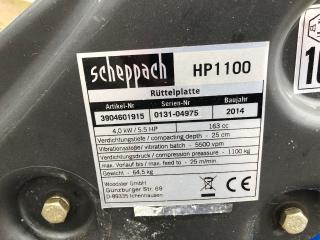 scheppach HP1100
Rüttelplatte
Artikel-Nr Serien-Nr Baujahr
3904601915 0131-04975 2014
4,0 kW / 5.5 HP 163 cc
Verdichtungstiefe / compacting depth - 25 cm
Vibrationsstöße/ vibration 5500 vpm
Verdichtungsdruck / compression pressure - 1100 kg
max. Vorlauf bis / max. feed to - 25 m/min
Gewicht - 64,5 kg
Woodster GmbH
Günzburger Str. 69
D-89335 Ichenhausen
CE